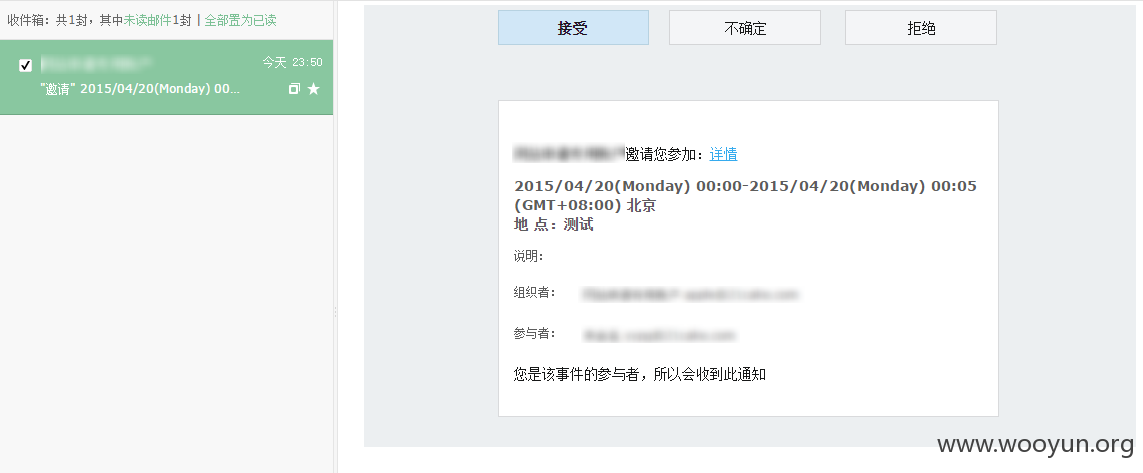 收件箱：共1封，其中未读邮件1封 | 全部置为已读
今天 23:50
"邀请" 2015/04/20(Monday) 00...
接受
不确定
拒绝
邀请您参加：详情
2015/04/20(Monday) 00:00-2015/04/20(Monday) 00:05
(GMT+08:00) 北京
地 点：测试
说明：
组织者：
参与者：
您是该事件的参与者，所以会收到此通知
www.wooyun.org